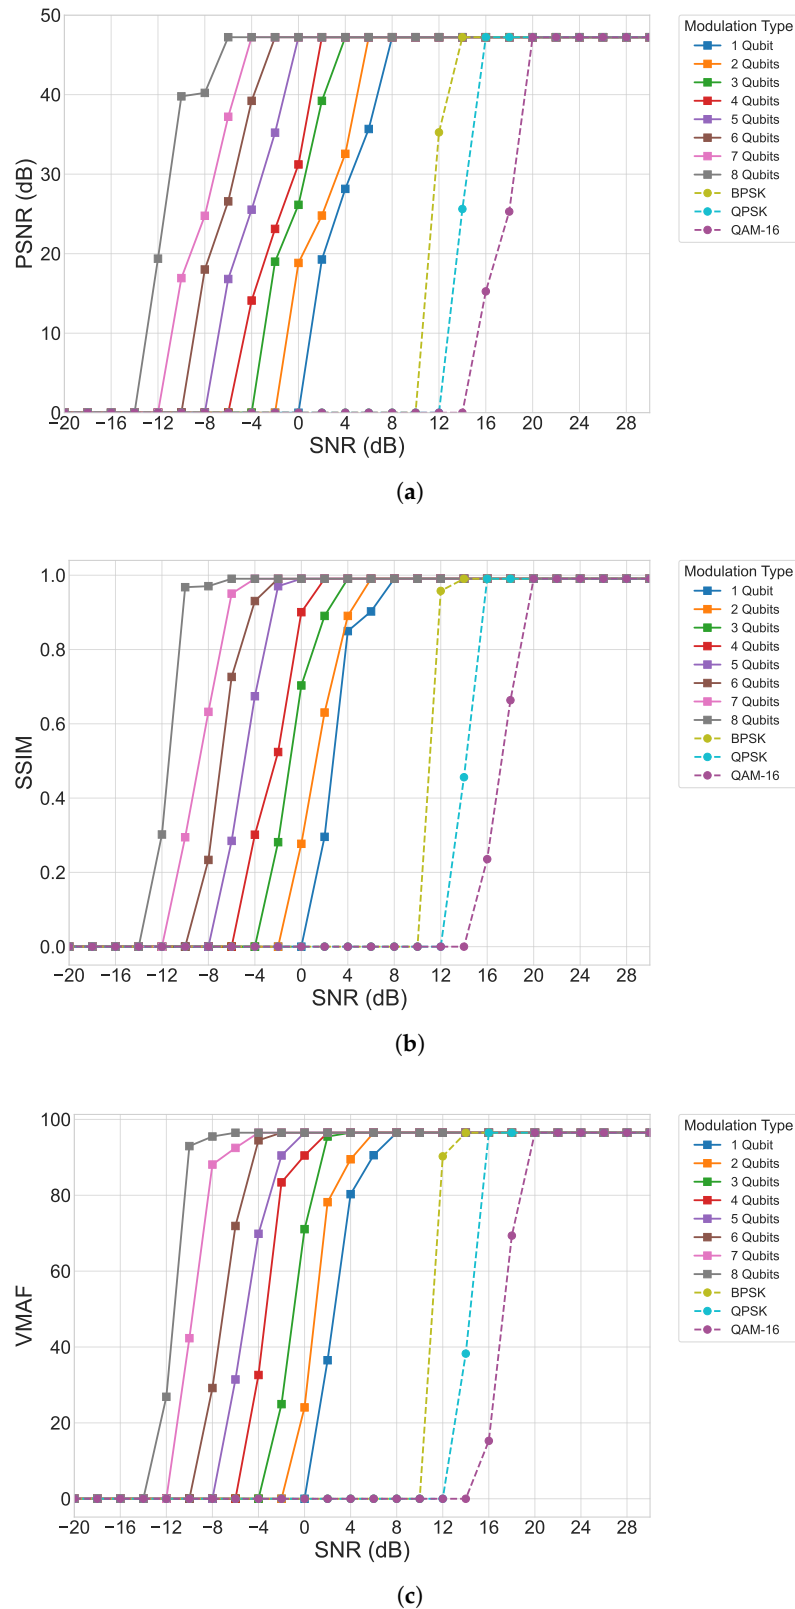 50
40
30
20
10
0
PSNR (dB)
−20 −16 −12 −8 −4 0 4 8 12 16 20 24 28
SNR (dB)
Modulation Type
1 Qubit
2 Qubits
3 Qubits
4 Qubits
5 Qubits
6 Qubits
7 Qubits
8 Qubits
BPSK
QPSK
QAM-16
(a)
1.0
0.8
0.6
0.4
0.2
0.0
SSIM
−20 −16 −12 −8 −4 0 4 8 12 16 20 24 28
SNR (dB)
Modulation Type
1 Qubit
2 Qubits
3 Qubits
4 Qubits
5 Qubits
6 Qubits
7 Qubits
8 Qubits
BPSK
QPSK
QAM-16
(b)
100
80
60
40
20
0
VMAF
−20 −16 −12 −8 −4 0 4 8 12 16 20 24 28
SNR (dB)
Modulation Type
1 Qubit
2 Qubits
3 Qubits
4 Qubits
5 Qubits
6 Qubits
7 Qubits
8 Qubits
BPSK
QPSK
QAM-16
(c)